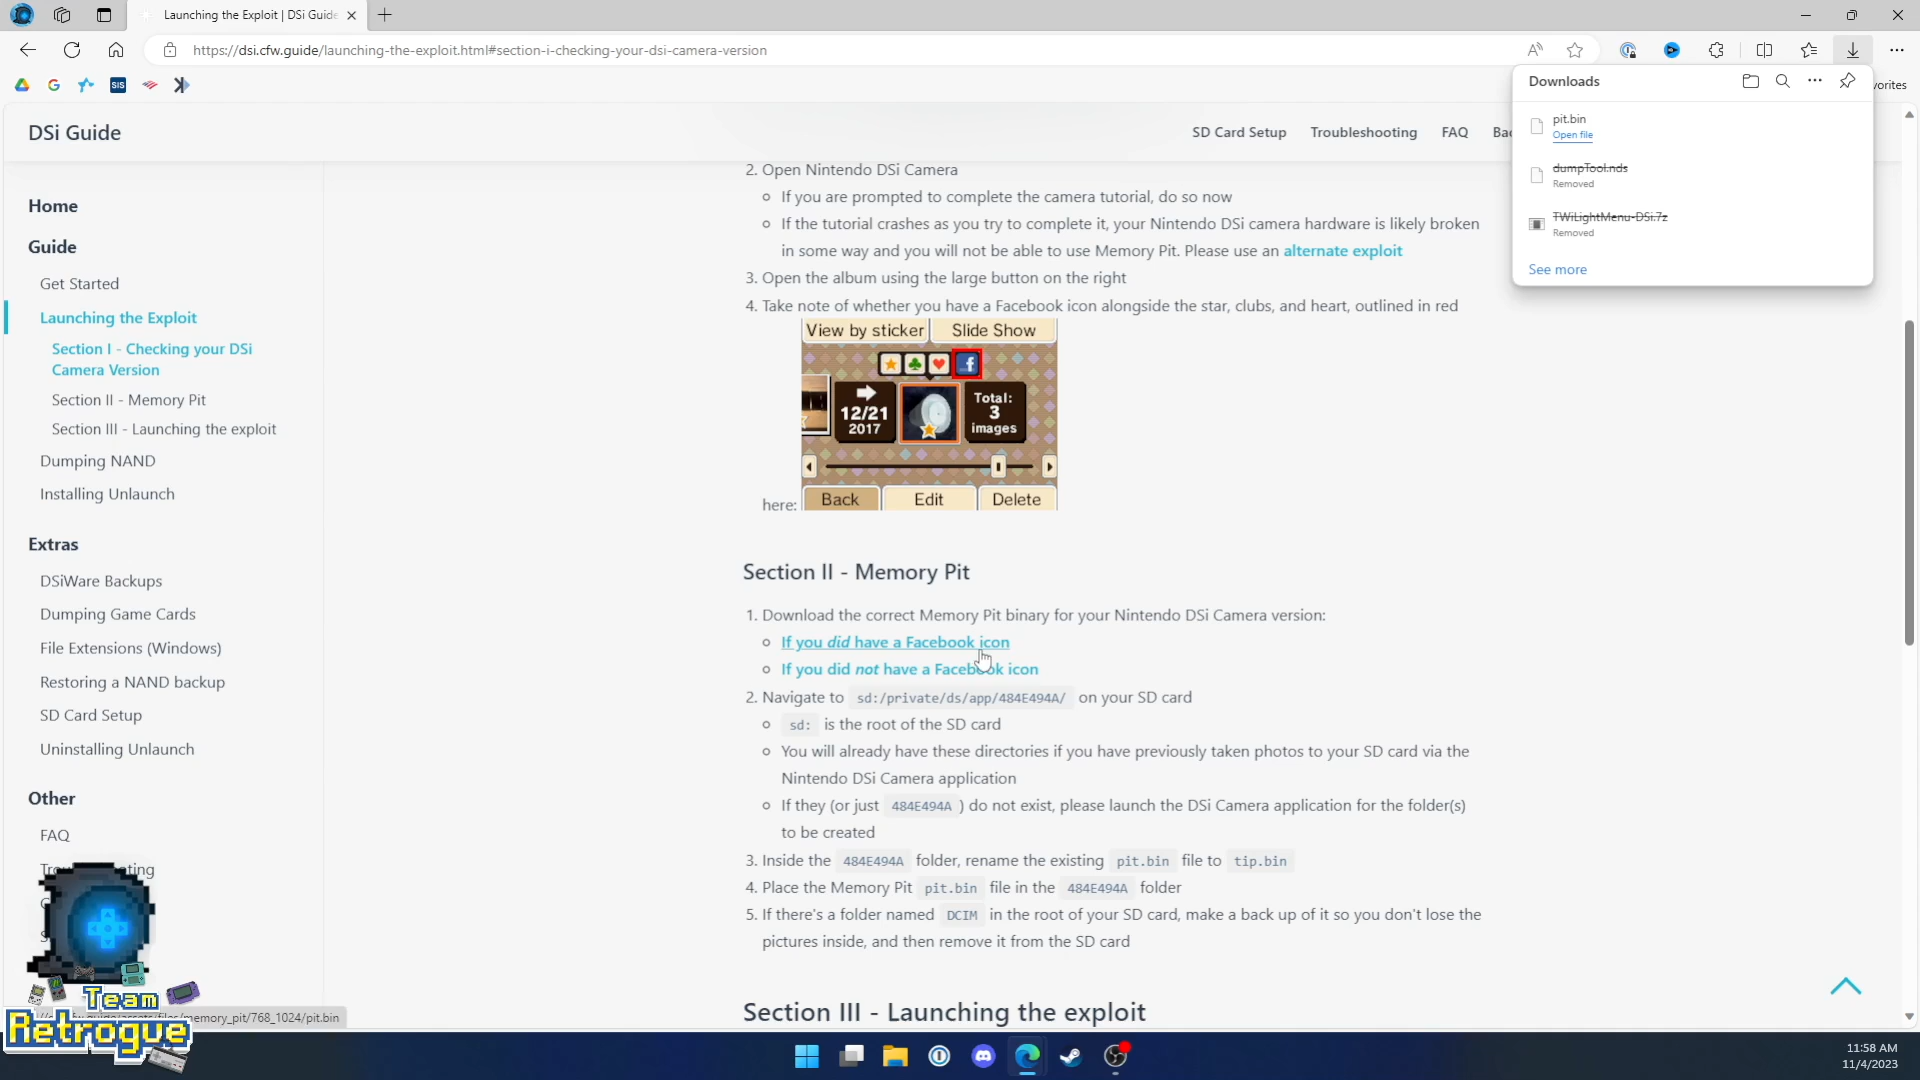 Launching the Exploit | DSi Guide
https://dsi.cfw.guide/launching-the-exploit.html#section-i-checking-your-dsi-camera-version
SIS
vorites
Downloads
pit.bin
Open file
dumpTool.nds
Removed
TWiLightMenu-DSi.7z
Removed
See more
DSi Guide
SD Card Setup
Troubleshooting
FAQ
Home
Guide
Get Started
Launching the Exploit
Section I - Checking your DSi
Camera Version
Section II - Memory Pit
Section III - Launching the exploit
Dumping NAND
Installing Unlaunch
Extras
DSiWare Backups
Dumping Game Cards
File Extensions (Windows)
Restoring a NAND backup
SD Card Setup
Uninstalling Unlaunch
Other
FAQ
2. Open Nintendo DSi Camera
If you are prompted to complete the camera tutorial, do so now
If the tutorial crashes as you try to complete it, your Nintendo DSi camera hardware is likely broken
in some way and you will not be able to use Memory Pit. Please use an alternate exploit
3. Open the album using the large button on the right
4. Take note of whether you have a Facebook icon alongside the star, clubs, and heart, outlined in red
View by sticker Slide Show
f
12/21
2017
Total:
3
images
Back Edit Delete
here:
Section II - Memory Pit
1. Download the correct Memory Pit binary for your Nintendo DSi Camera version:
If you did have a Facebook icon
If you did not have a Facebook icon
2. Navigate to sd:/private/ds/app/484E494A/ on your SD card
sd: is the root of the SD card
You will already have these directories if you have previously taken photos to your SD card via the
Nintendo DSi Camera application
If they (or just 484E494A ) do not exist, please launch the DSi Camera application for the folder(s)
to be created
3. Inside the 484E494A folder, rename the existing pit.bin file to tip.bin
4. Place the Memory Pit pit.bin file in the 484E494A folder
5. If there's a folder named DCIM in the root of your SD card, make a back up of it so you don't lose the
pictures inside, and then remove it from the SD card
Section III - Launching the exploit
memory_pit/768_1024/pit.bin
Team
Retrogue
11:58 AM
11/4/2023